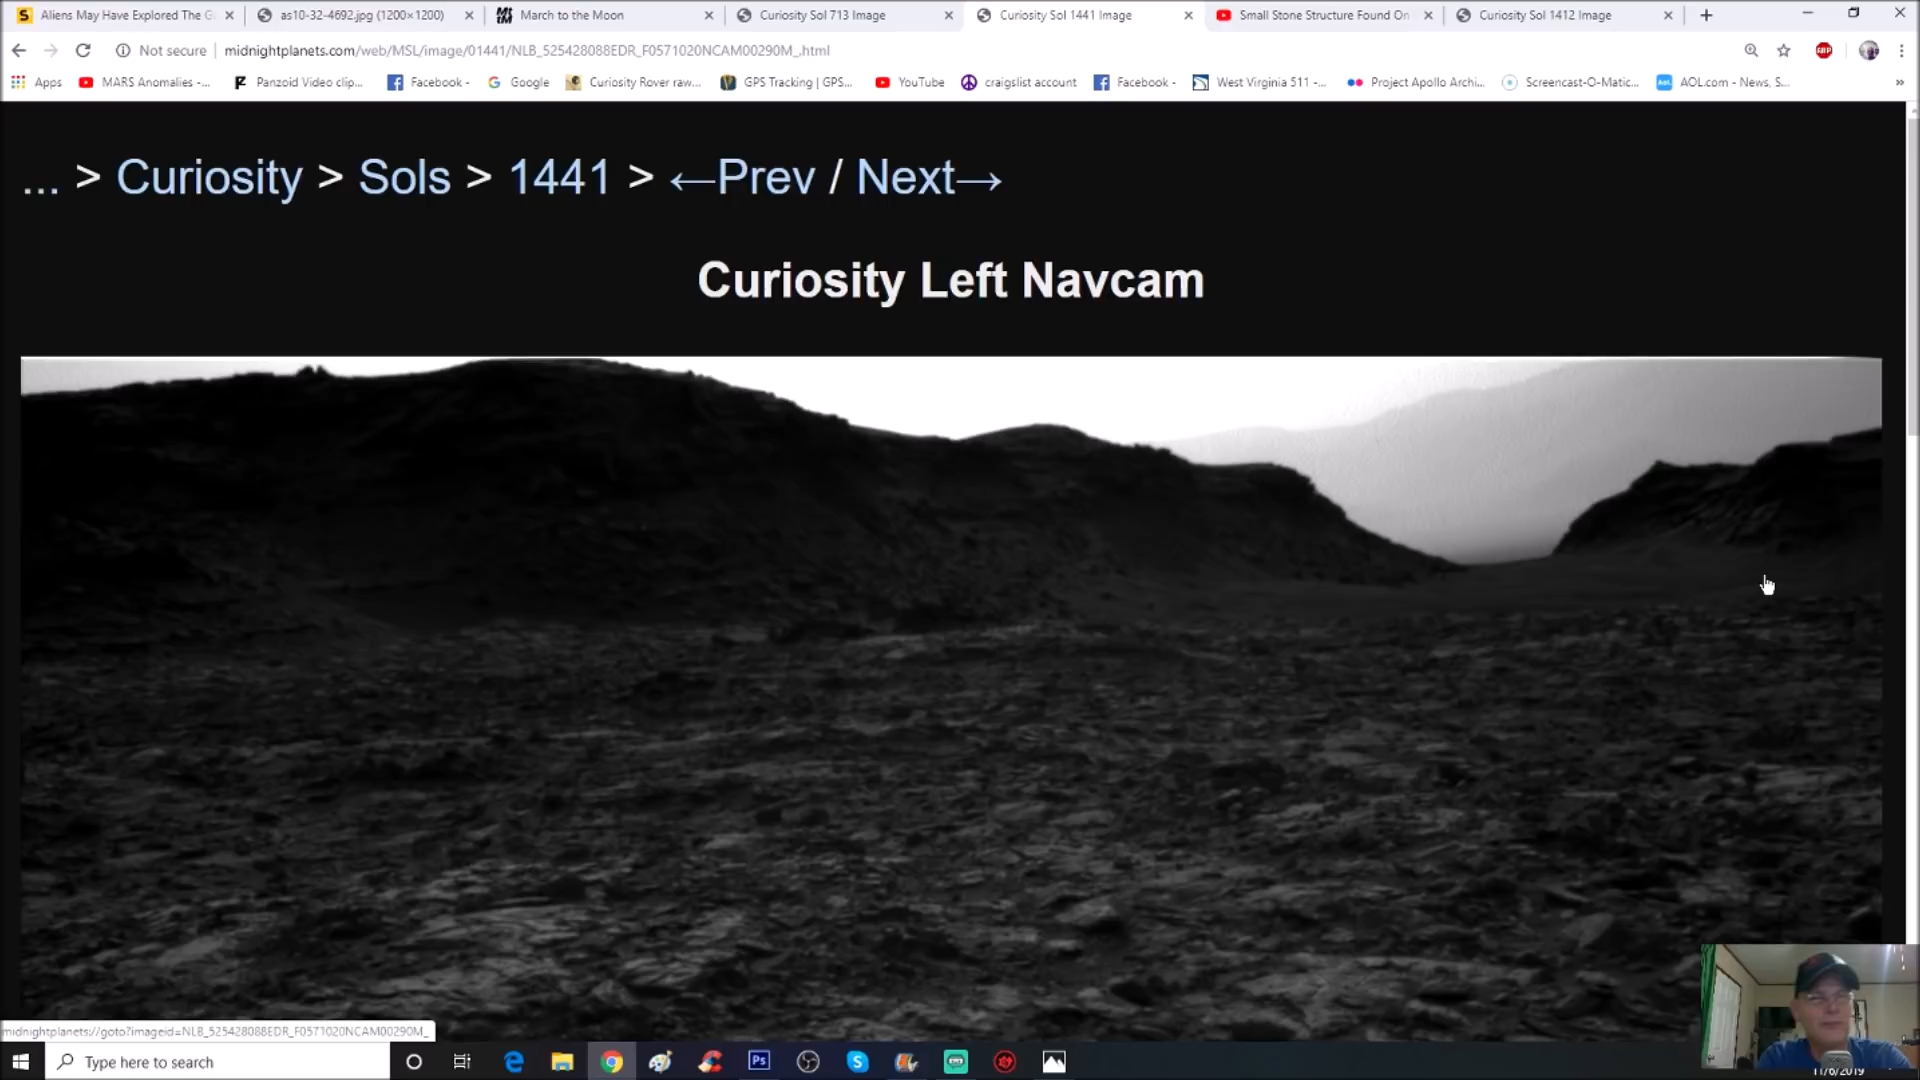 Aliens May Have Explored The G
as10-32-4692.jpg (1200×1200)
March to the Moon
Curiosity Sol 713 Image
Curiosity Sol 1441 Image
Small Stone Structure Found On
Curiosity Sol 1412 Image
Not secure
midnightplanets.com/web/MSL/image/01441/NLB_525428088EDR_F0571020NCAM00290M_.html
Apps
MARS Anomalies -...
Panzoid Video clip...
Facebook -
Google
Curiosity Rover raw...
GPS Tracking | GPS...
YouTube
craigslist account
Facebook -
West Virginia 511 -...
Project Apollo Archi...
Screencast-O-Matic...
AOL.com - News, S...
»
... > Curiosity > Sols > 1441 > ←Prev / Next→
Curiosity Left Navcam
midnightplanets://goto?imageid=NLB_525428088EDR_F0571020NCAM00290M_
Type here to search
11/6/2019